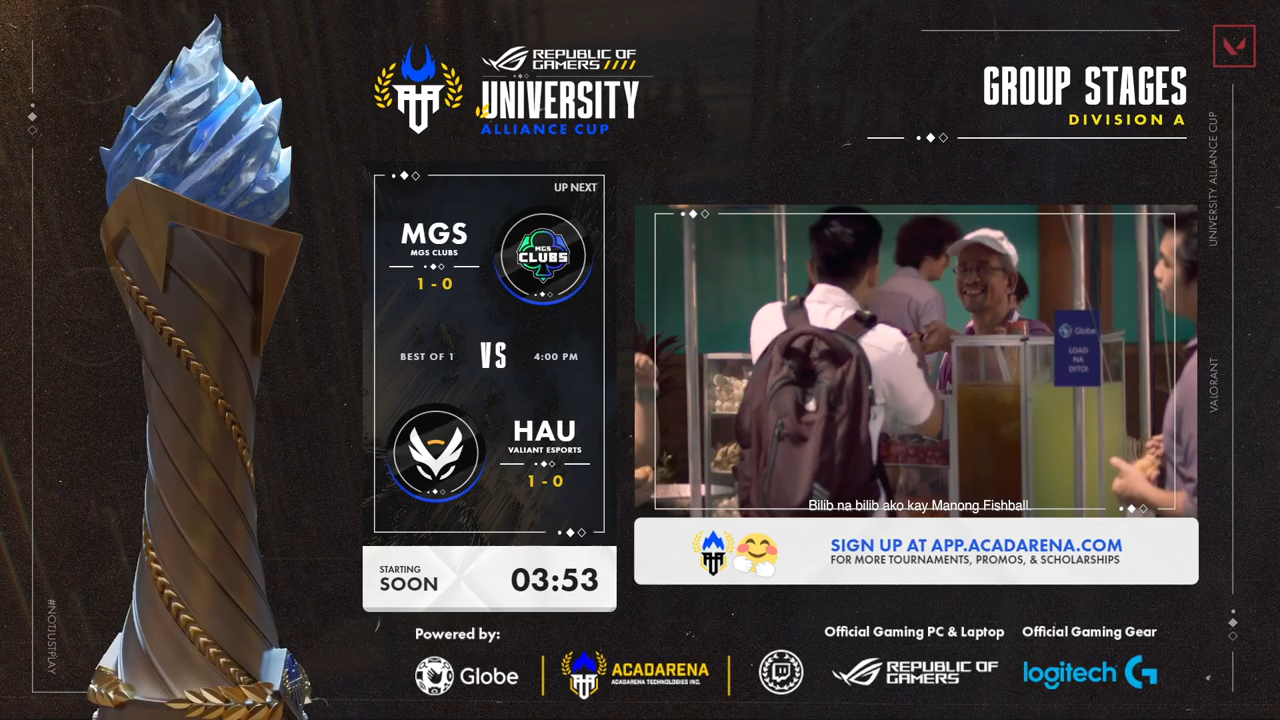 REPUBLIC OF
GAMERS
UNIVERSITY
ALLIANCE CUP
GROUP STAGES
DIVISION A
UNIVERSITY ALLIANCE CUP
VALORANT
UP NEXT
MGS
MGS CLUBS
1 - 0
MGS
CLUBS
BEST OF 1
VS
4:00 PM
HAU
VALIANT ESPORTS
1 - 0
STARTING
SOON
03:53
Globe
LOAD
NA
DITO!
Bilib na bilib ako kay Manong Fishball.
SIGN UP AT APP.ACADARENA.COM
FOR MORE TOURNAMENTS, PROMOS, & SCHOLARSHIPS
#NOTJUSTPLAY
Powered by:
Globe
ACADARENA
ACADARENA TECHNOLOGIES INC.
Official Gaming PC & Laptop
REPUBLIC OF
GAMERS
Official Gaming Gear
logitech G